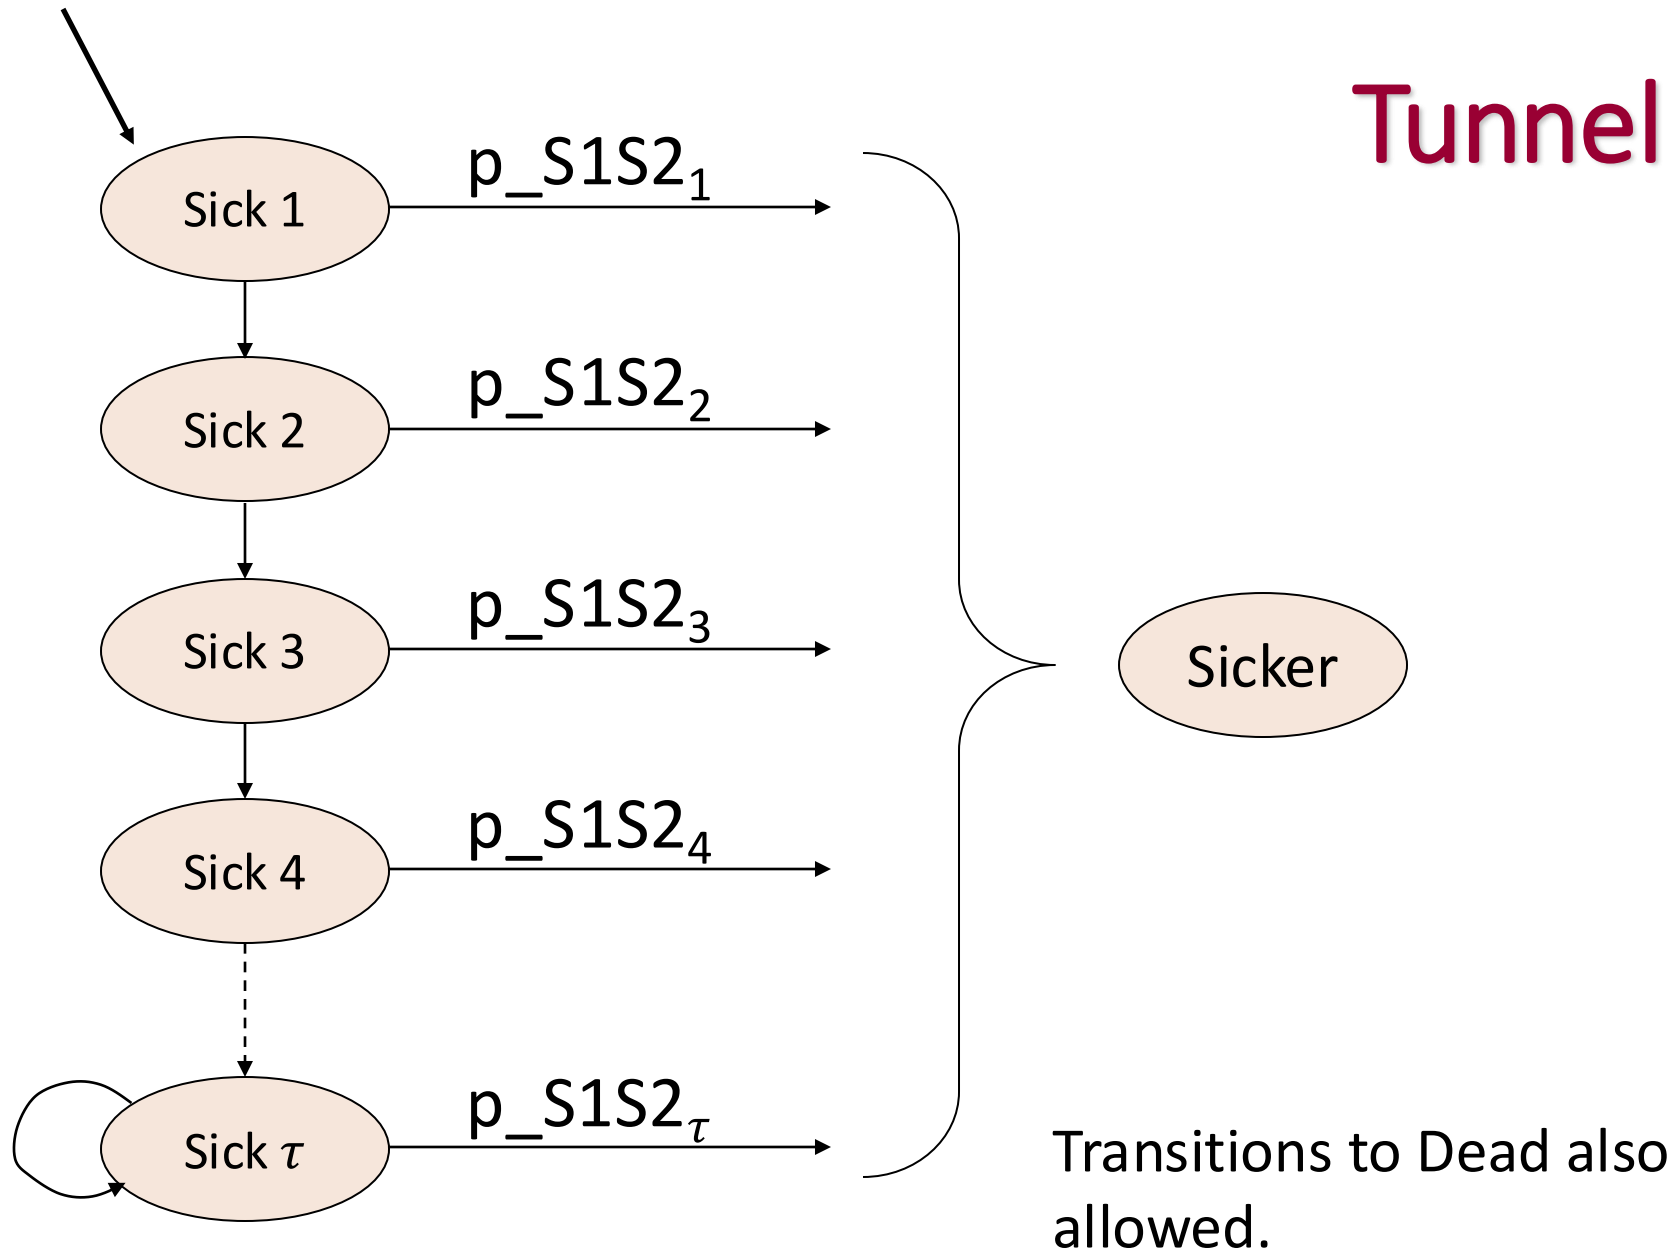 Tunnel
Sick 1
p_S1S2₁
Sick 2
p_S1S2₂
Sick 3
p_S1S2₃
Sicker
Sick 4
p_S1S2₄
Sick τ
p_S1S2τ
Transitions to Dead also
allowed.